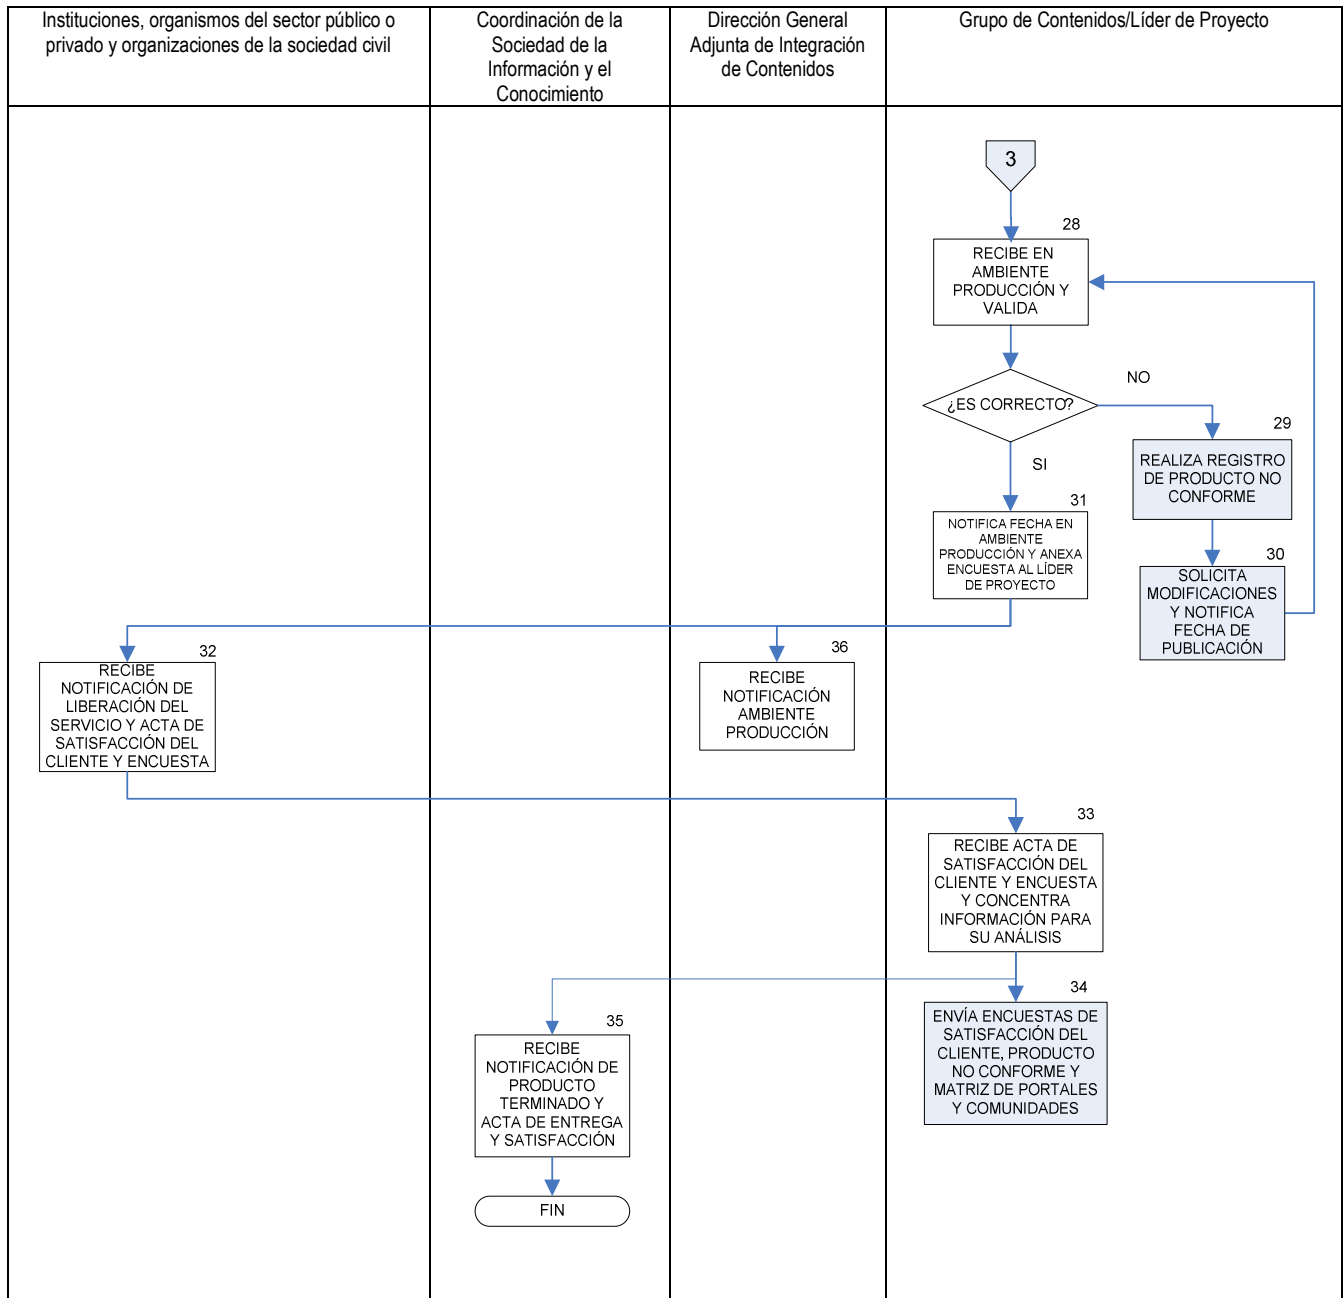 Instituciones, organismos del sector público o
privado y organizaciones de la sociedad civil
Coordinación de la
Sociedad de la
Información y el
Conocimiento
Dirección General
Adjunta de Integración
de Contenidos
Grupo de Contenidos/Líder de Proyecto
3
28
RECIBE EN
AMBIENTE
PRODUCCIÓN Y
VALIDA
¿ES CORRECTO?
NO
SI
29
REALIZA REGISTRO
DE PRODUCTO NO
CONFORME
30
SOLICITA
MODIFICACIONES
Y NOTIFICA
FECHA DE
PUBLICACIÓN
31
NOTIFICA FECHA EN
AMBIENTE
PRODUCCIÓN Y ANEXA
ENCUESTA AL LÍDER
DE PROYECTO
32
RECIBE
NOTIFICACIÓN DE
LIBERACIÓN DEL
SERVICIO Y ACTA DE
SATISFACCIÓN DEL
CLIENTE Y ENCUESTA
36
RECIBE
NOTIFICACIÓN
AMBIENTE
PRODUCCIÓN
33
RECIBE ACTA DE
SATISFACCIÓN DEL
CLIENTE Y ENCUESTA
Y CONCENTRA
INFORMACIÓN PARA
SU ANÁLISIS
34
ENVÍA ENCUESTAS DE
SATISFACCIÓN DEL
CLIENTE, PRODUCTO
NO CONFORME Y
MATRIZ DE PORTALES
Y COMUNIDADES
35
RECIBE
NOTIFICACIÓN DE
PRODUCTO
TERMINADO Y
ACTA DE ENTREGA
Y SATISFACCIÓN
FIN